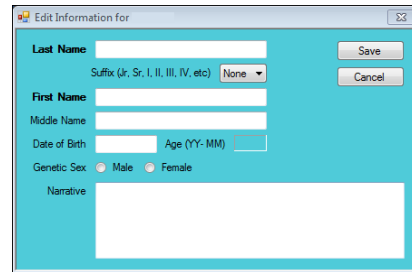 Edit Information for
Last Name
Save
Suffix (Jr, Sr, I, II, III, IV, etc) None
Cancel
First Name
Middle Name
Date of Birth Age (YY- MM)
Genetic Sex Male Female
Narrative